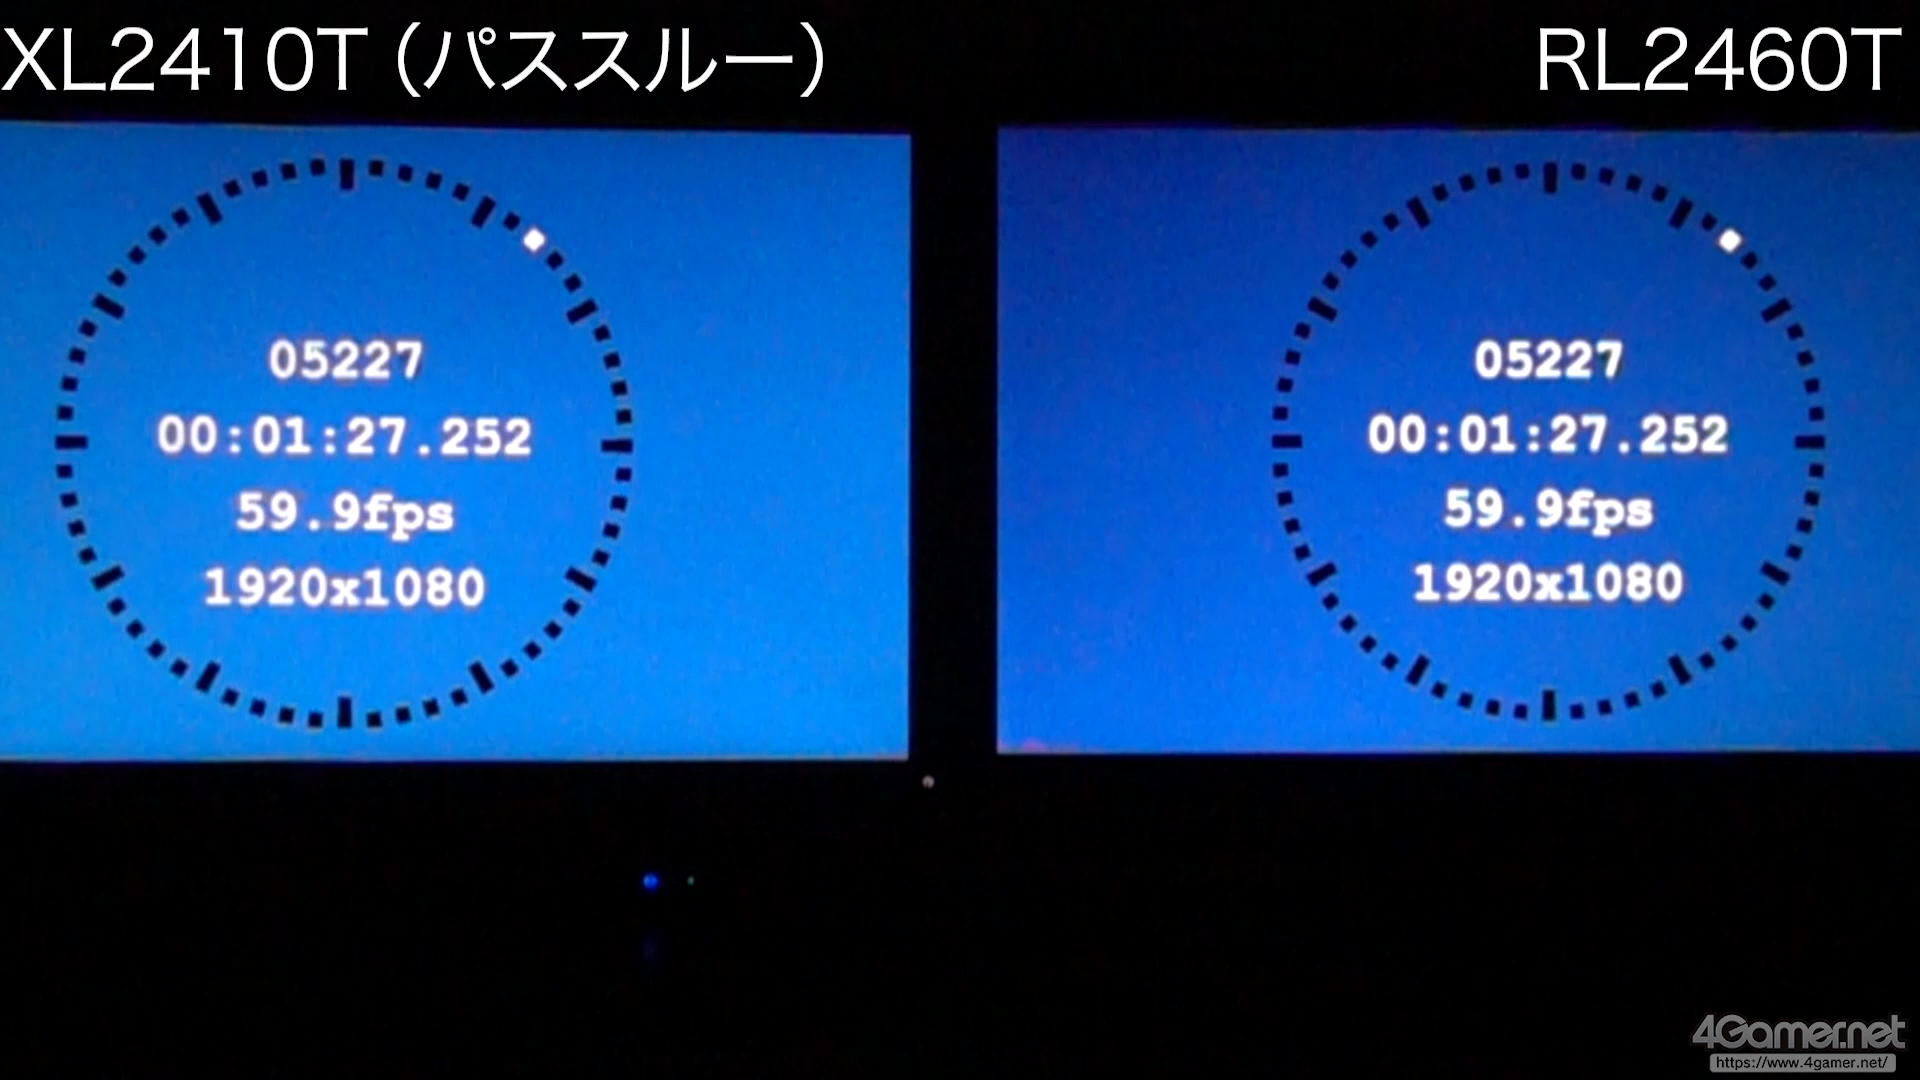 XL2410T（パススルー）
RL2460T
05227
00:01:27.252
59.9fps
1920x1080
05227
00:01:27.252
59.9fps
1920x1080
4Gamer.net
https://www.4gamer.net/